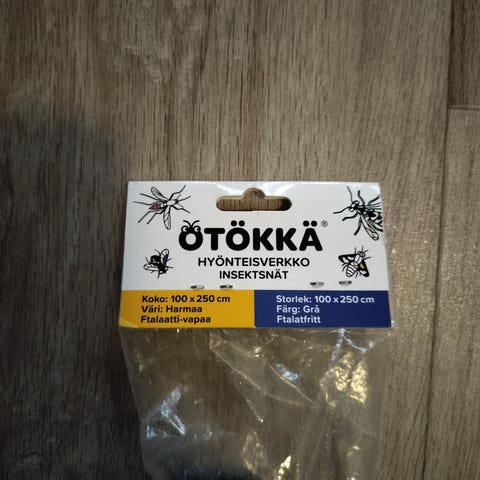 ÖTÖKKÄ®
HYÖNTEISVERKKO
INSEKTSNÄT
Koko: 100 x 250 cm
Väri: Harmaa
Ftalaatti-vapaa
Storlek: 100 x 250 cm
Färg: Grå
Ftalatfritt